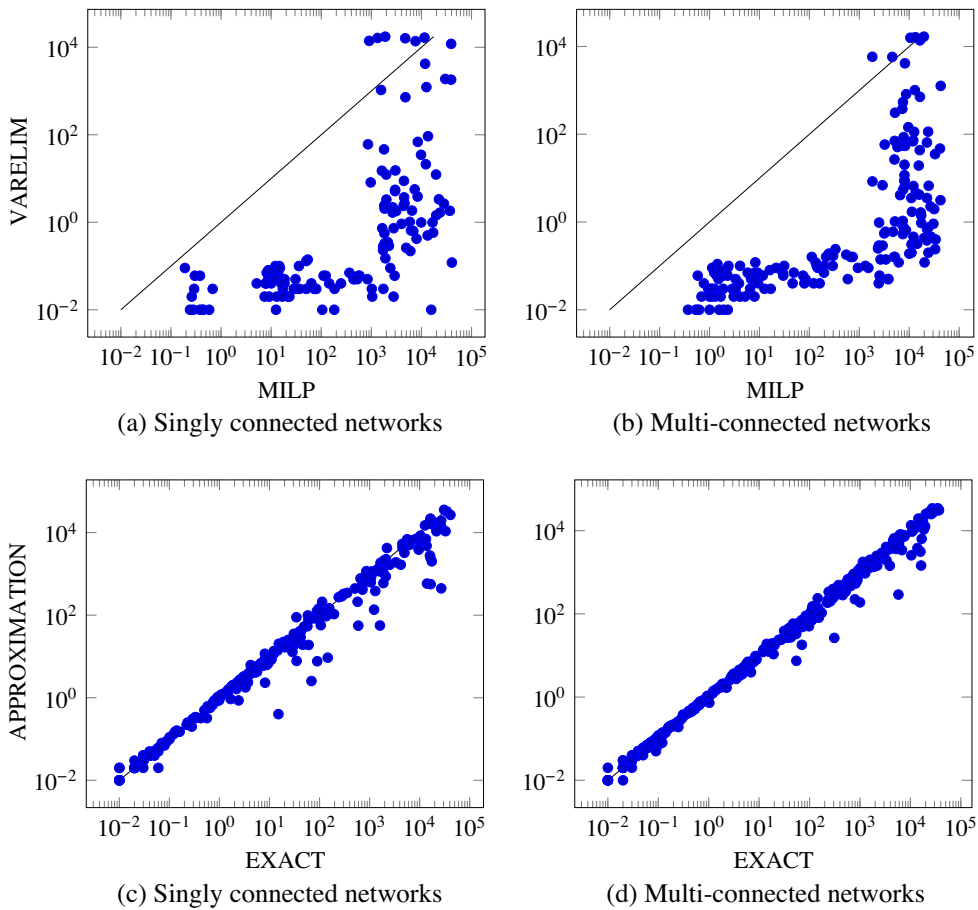 10^4
10^2
10^0
10^−2
VARELIM
10^−2 10^−1 10^0 10^1 10^2 10^3 10^4 10^5
MILP
(a) Singly connected networks
10^4
10^2
10^0
10^−2
10^−2 10^−1 10^0 10^1 10^2 10^3 10^4 10^5
MILP
(b) Multi-connected networks
10^4
10^2
10^0
10^−2
APPROXIMATION
10^−2 10^−1 10^0 10^1 10^2 10^3 10^4 10^5
EXACT
(c) Singly connected networks
10^4
10^2
10^0
10^−2
10^−2 10^−1 10^0 10^1 10^2 10^3 10^4 10^5
EXACT
(d) Multi-connected networks